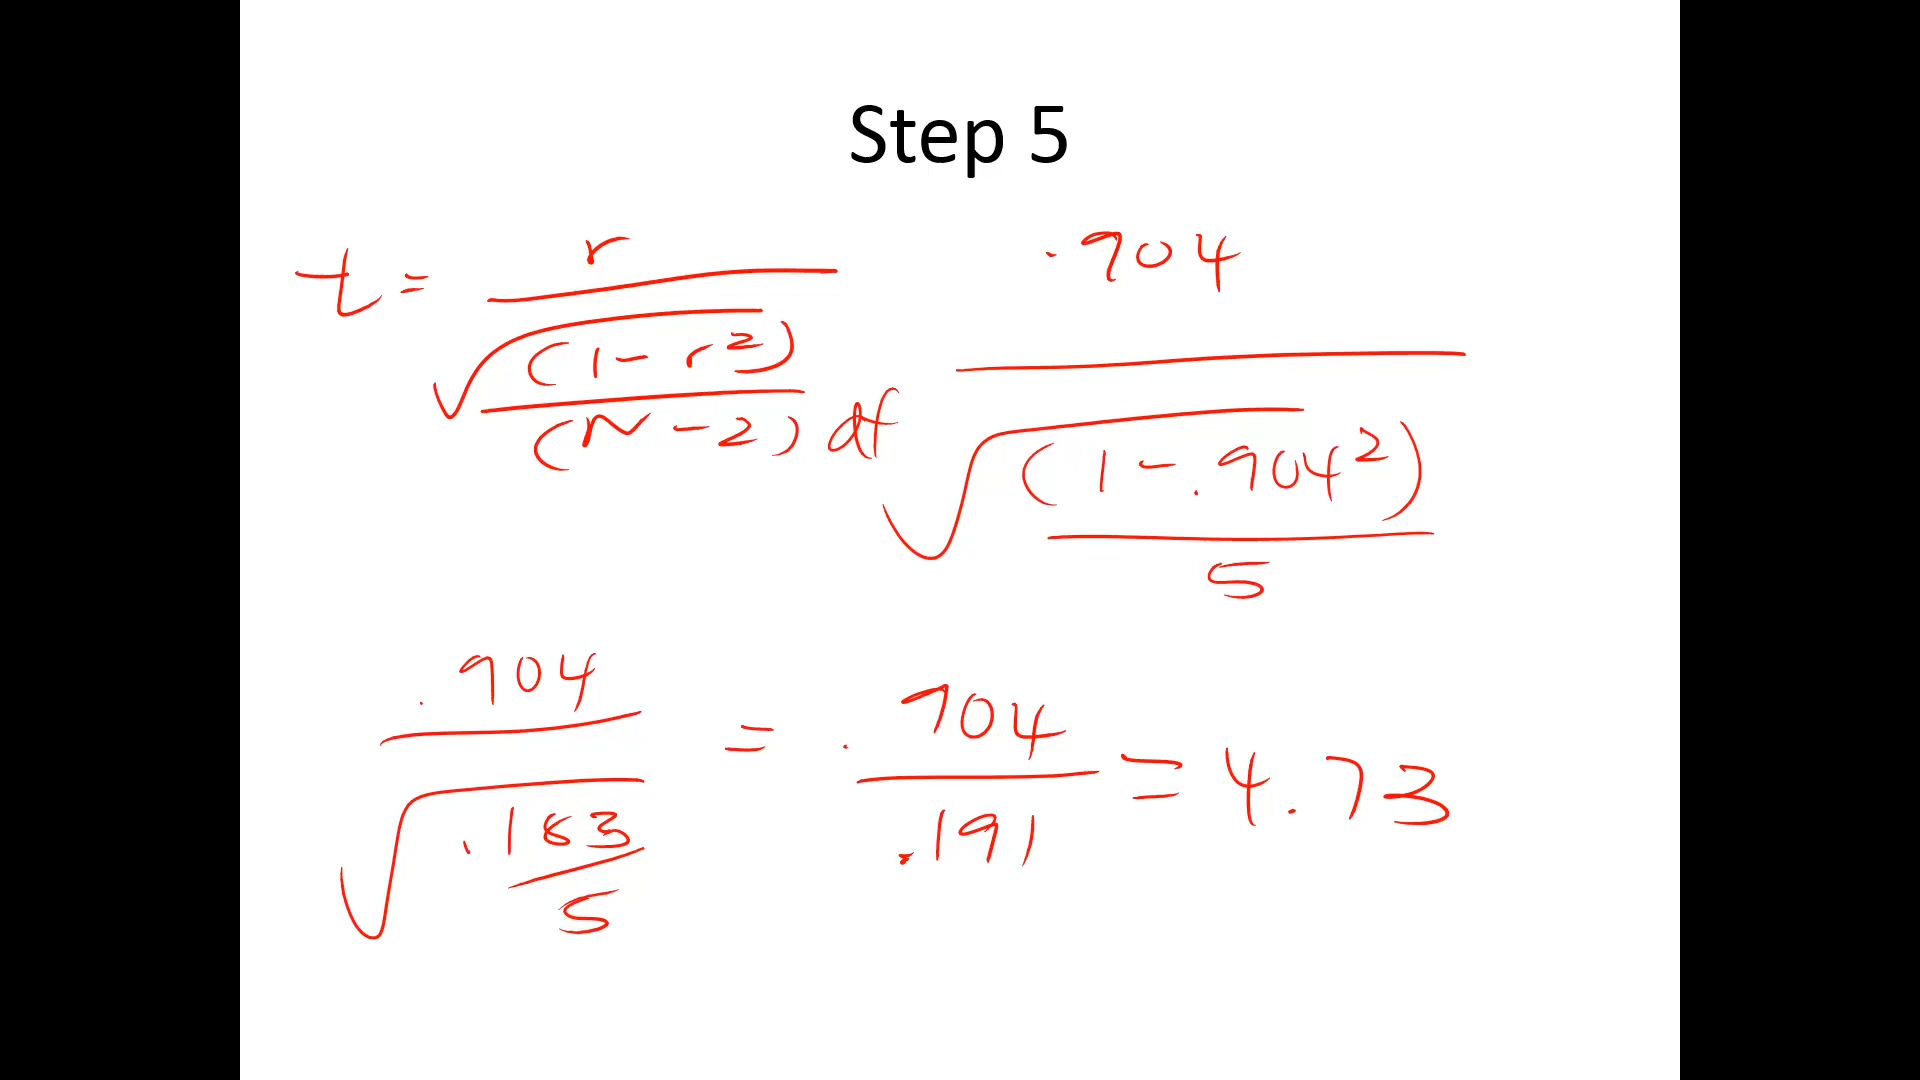 Step 5
t = r / √((1 - r²) / (N - 2)) df
.904 / √((1 - .904²) / 5)
.904 / √(.183 / 5) = .904 / .191 = 4.73